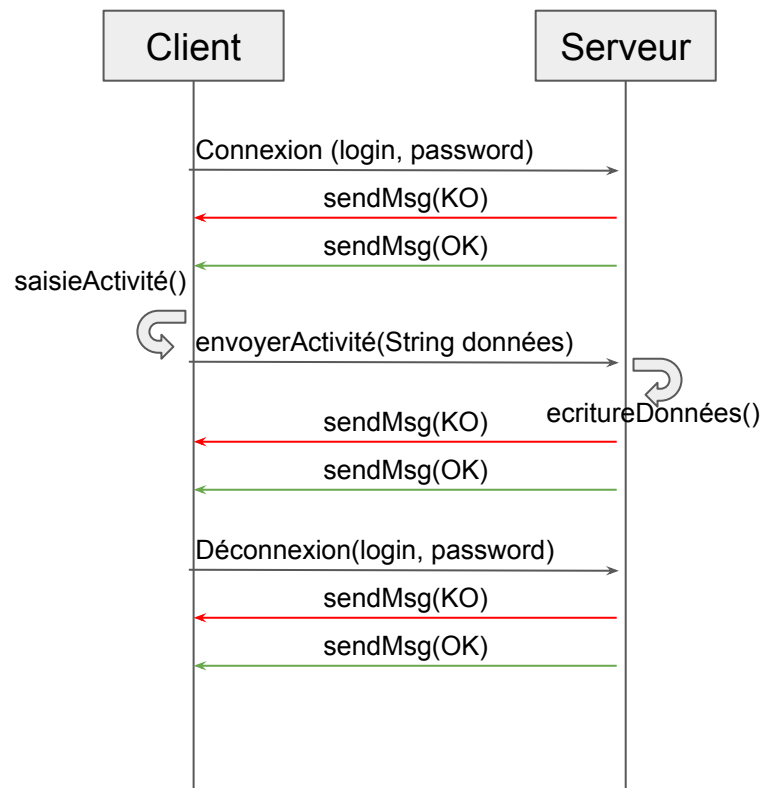 Client
Serveur
Connexion (login, password)
sendMsg(KO)
sendMsg(OK)
saisieActivité()
envoyerActivité(String données)
ecritureDonnées()
sendMsg(KO)
sendMsg(OK)
Déconnexion(login, password)
sendMsg(KO)
sendMsg(OK)